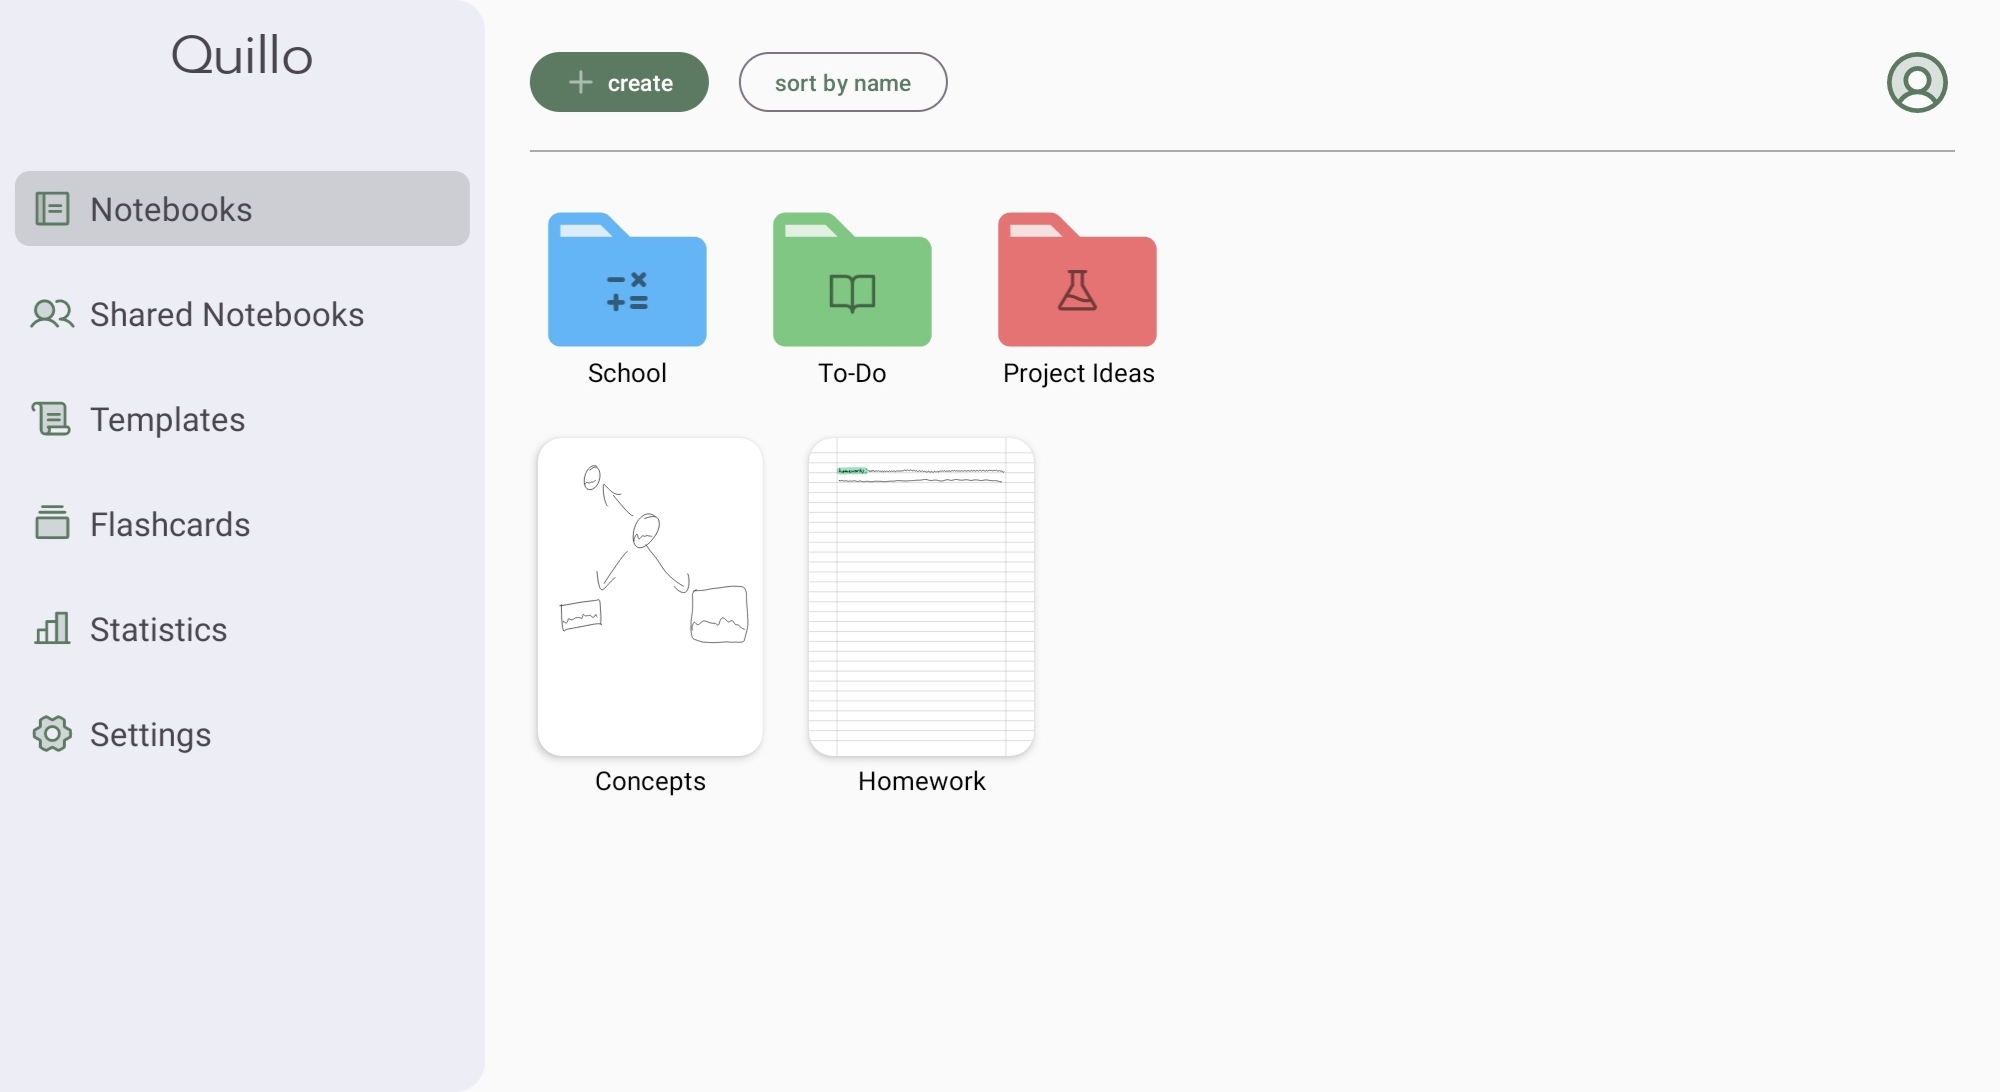 Quillo
Notebooks
Shared Notebooks
Templates
Flashcards
Statistics
Settings
create
sort by name
School
To-Do
Project Ideas
Concepts
Homework